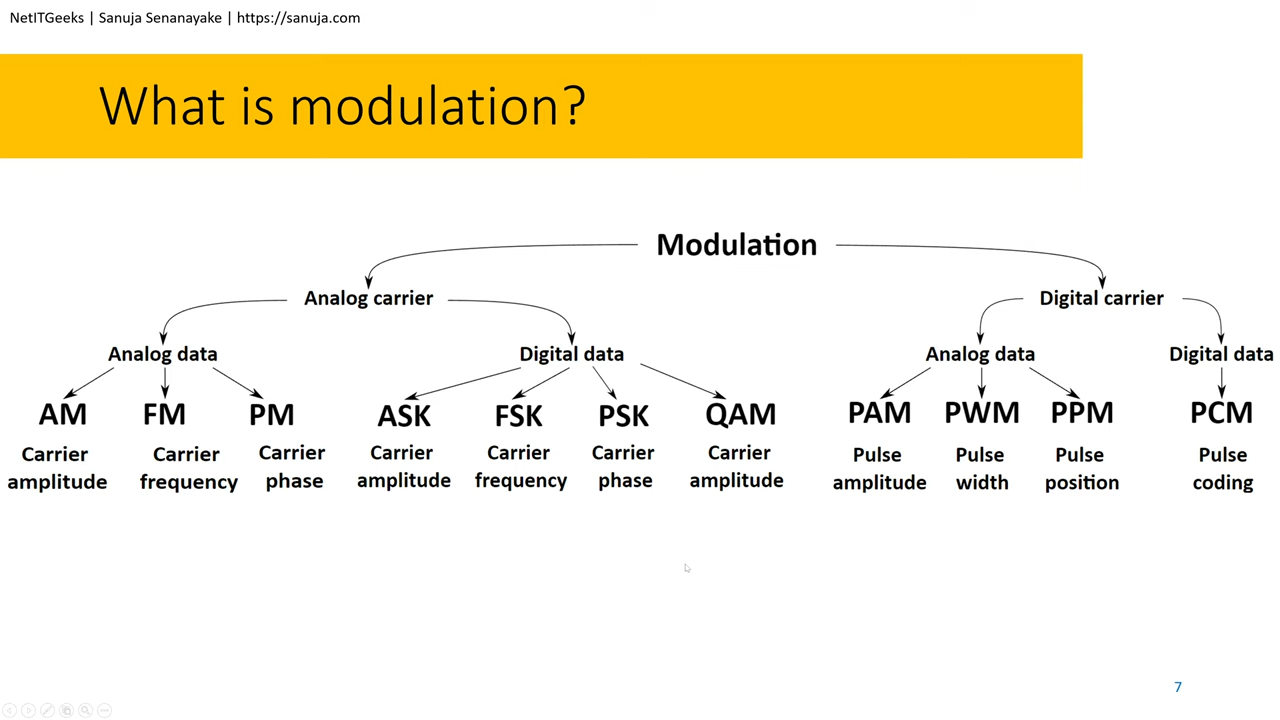 NetITGeeks | Sanuja Senanayake | https://sanuja.com
What is modulation?
Modulation
Analog carrier
Digital carrier
Analog data
Digital data
Analog data
Digital data
AM
FM
PM
ASK
FSK
PSK
QAM
PAM
PWM
PPM
PCM
Carrier
amplitude
Carrier
frequency
Carrier
phase
Carrier
amplitude
Carrier
frequency
Carrier
phase
Carrier
amplitude
Pulse
amplitude
Pulse
width
Pulse
position
Pulse
coding
7